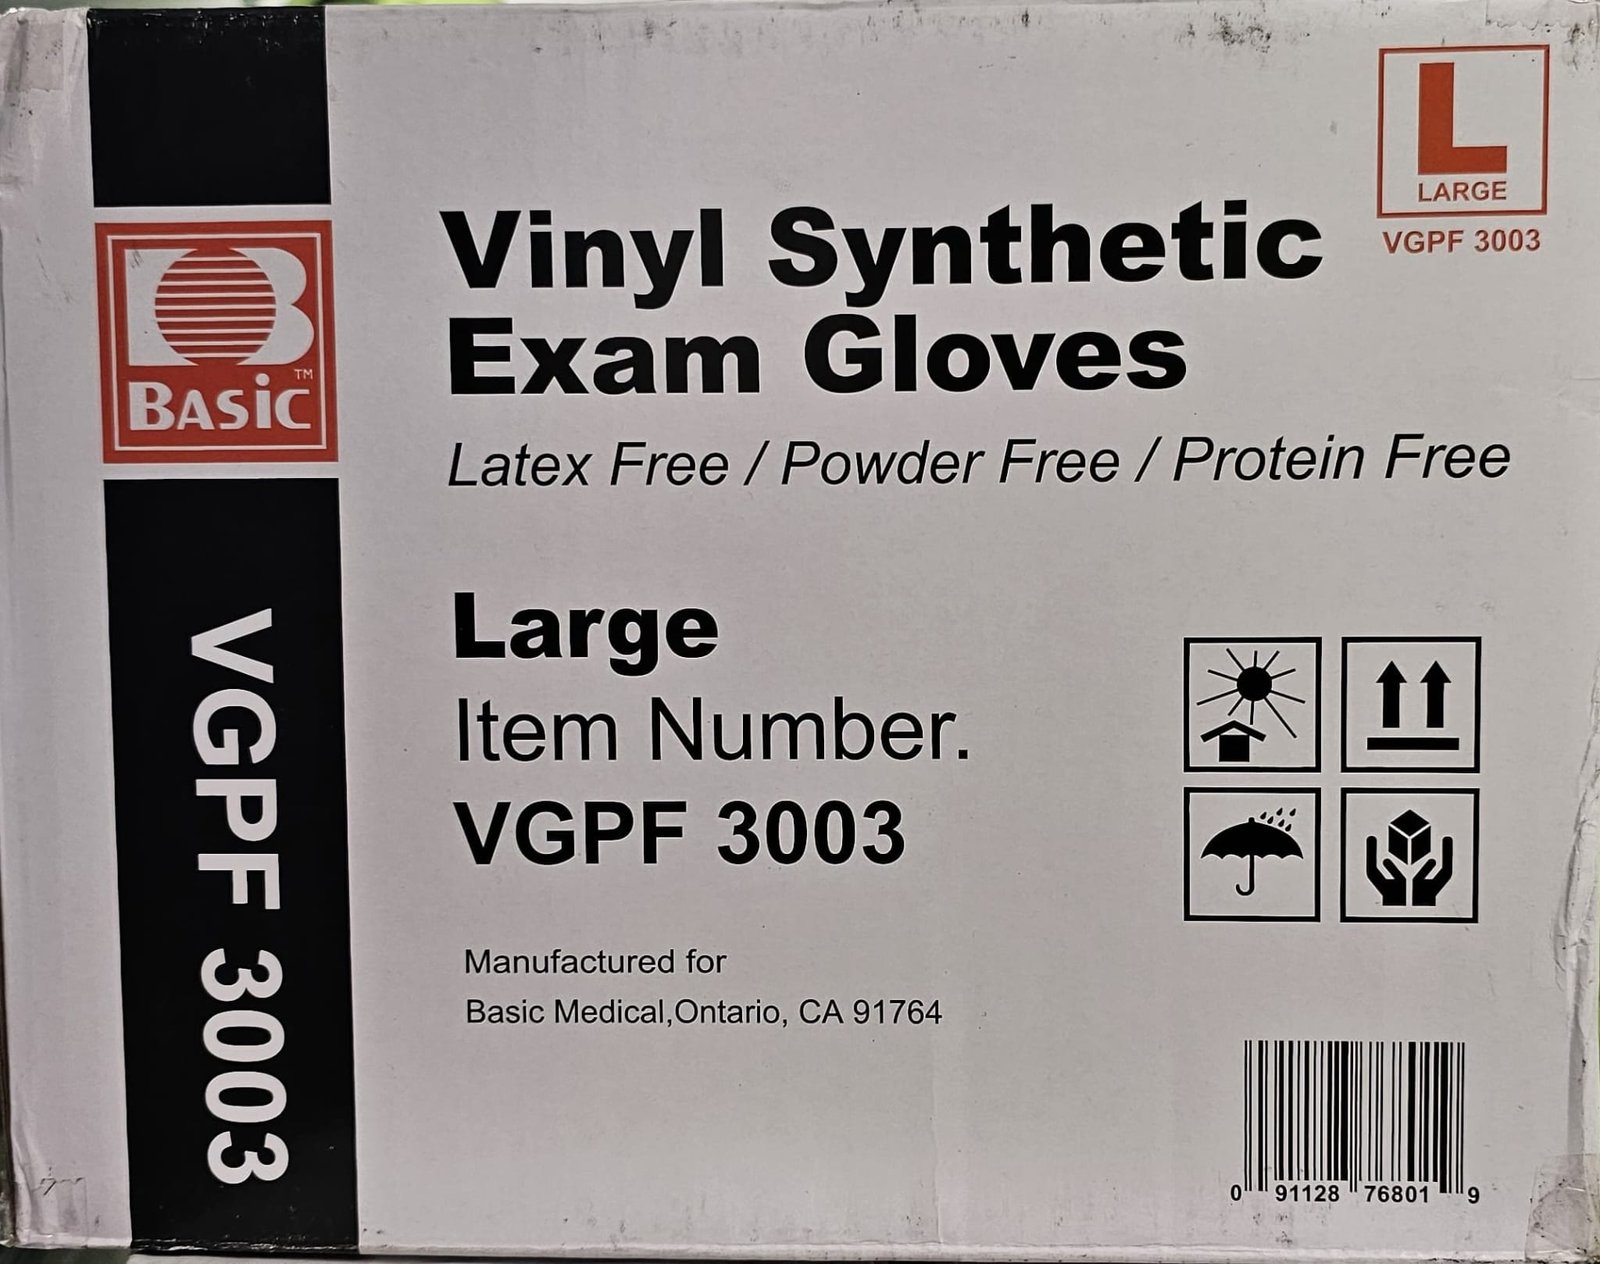 L
LARGE
VGPF 3003
BASiC™
Vinyl Synthetic
Exam Gloves
Latex Free / Powder Free / Protein Free
Large
Item Number.
VGPF 3003
VGPF 3003
Manufactured for
Basic Medical,Ontario, CA 91764
0 91128 76801 9